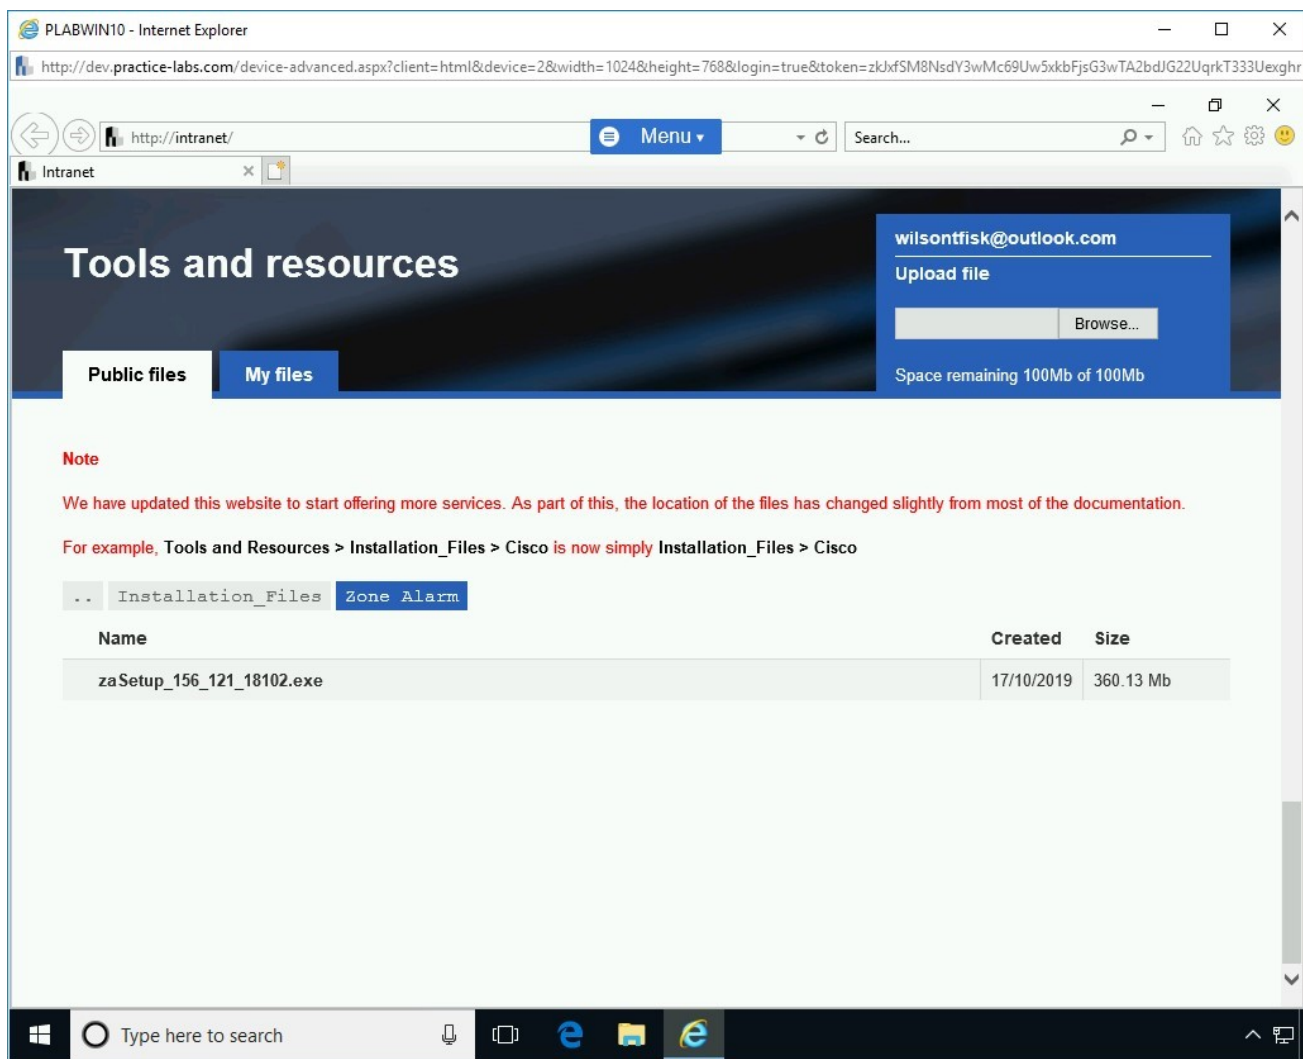 PLABWIN10 - Internet Explorer
http://dev.practice-labs.com/device-advanced.aspx?client=html&device=2&width=1024&height=768&login=true&token=zkJxfSM8NsdY3wMc69Uw5xkbFjsG3wTA2bdJG22UqrkT333Uexghr
http://intranet/
Menu
Search...
Intranet
Tools and resources
wilsontfisk@outlook.com
Upload file
Browse...
Space remaining 100Mb of 100Mb
Public files
My files
Note
We have updated this website to start offering more services. As part of this, the location of the files has changed slightly from most of the documentation.
For example, Tools and Resources > Installation_Files > Cisco is now simply Installation_Files > Cisco
.. Installation_Files Zone Alarm
Name Created Size
zaSetup_156_121_18102.exe 17/10/2019 360.13 Mb
Type here to search